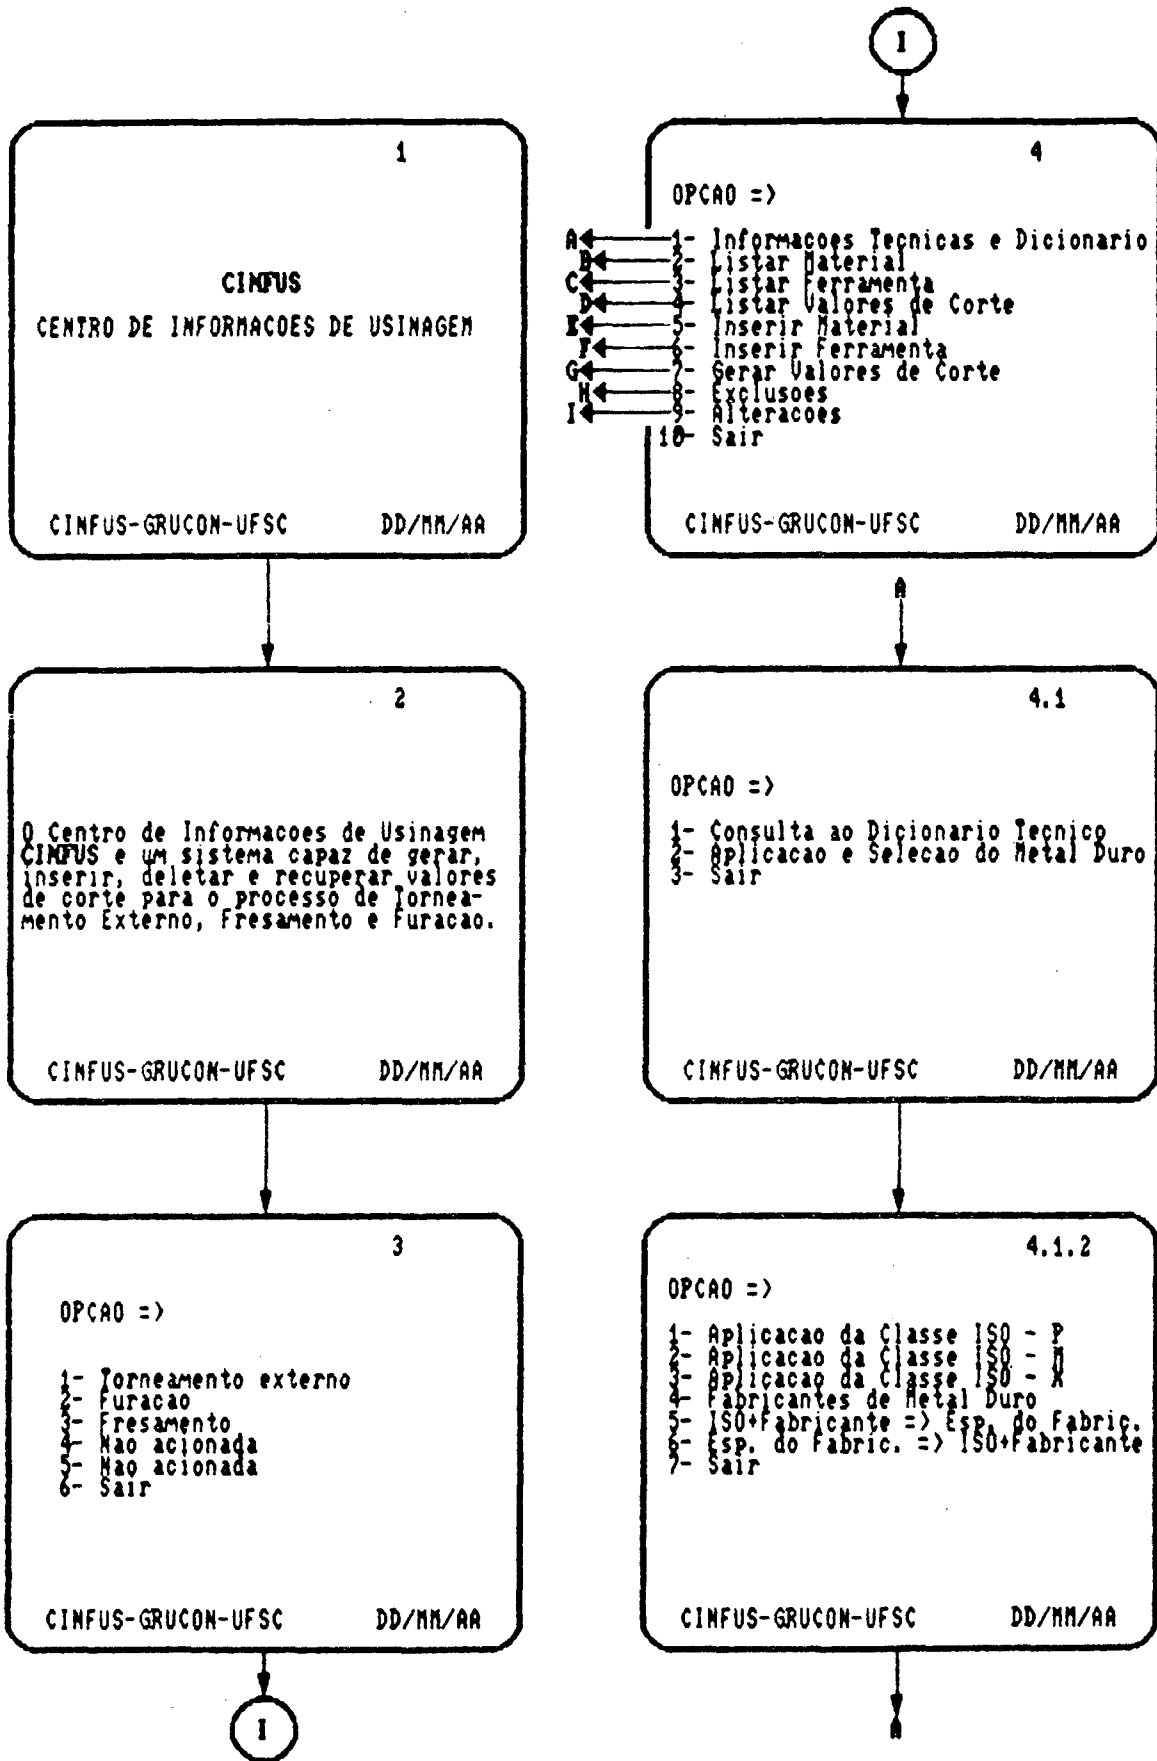 1
CINFUS
CENTRO DE INFORMACOES DE USINAGEM
CINFUS-GRUCON-UFSC DD/MM/AA
2
O Centro de Informacoes de Usinagem
CINFUS e um sistema capaz de gerar,
inserir, deletar e recuperar valores
de corte para o processo de Tornea-
mento Externo, Fresamento e Furacao.
CINFUS-GRUCON-UFSC DD/MM/AA
3
OPCAO =>
1- Torneamento externo
2- Furacao
3- Fresamento
4- Nao acionada
5- Nao acionada
6- Sair
CINFUS-GRUCON-UFSC DD/MM/AA
I
I
4
OPCAO =>
A 1- Informacoes Tecnicas e Dicionario
B 2- Listar Material
C 3- Listar Ferramenta
D 4- Listar Valores de Corte
E 5- Inserir Material
F 6- Inserir Ferramenta
G 7- Gerar Valores de Corte
H 8- Exclusoes
I 9- Alteracoes
10- Sair
CINFUS-GRUCON-UFSC DD/MM/AA
A
4.1
OPCAO =>
1- Consulta ao Dicionario Tecnico
2- Aplicacao e Selecao do Metal Duro
3- Sair
CINFUS-GRUCON-UFSC DD/MM/AA
4.1.2
OPCAO =>
1- Aplicacao da Classe ISO - P
2- Aplicacao da Classe ISO - M
3- Aplicacao da Classe ISO - K
4- Fabricantes de Metal Duro
5- ISO+Fabricante => Esp. do Fabric.
6- Esp. do Fabric. => ISO+Fabricante
7- Sair
CINFUS-GRUCON-UFSC DD/MM/AA
A